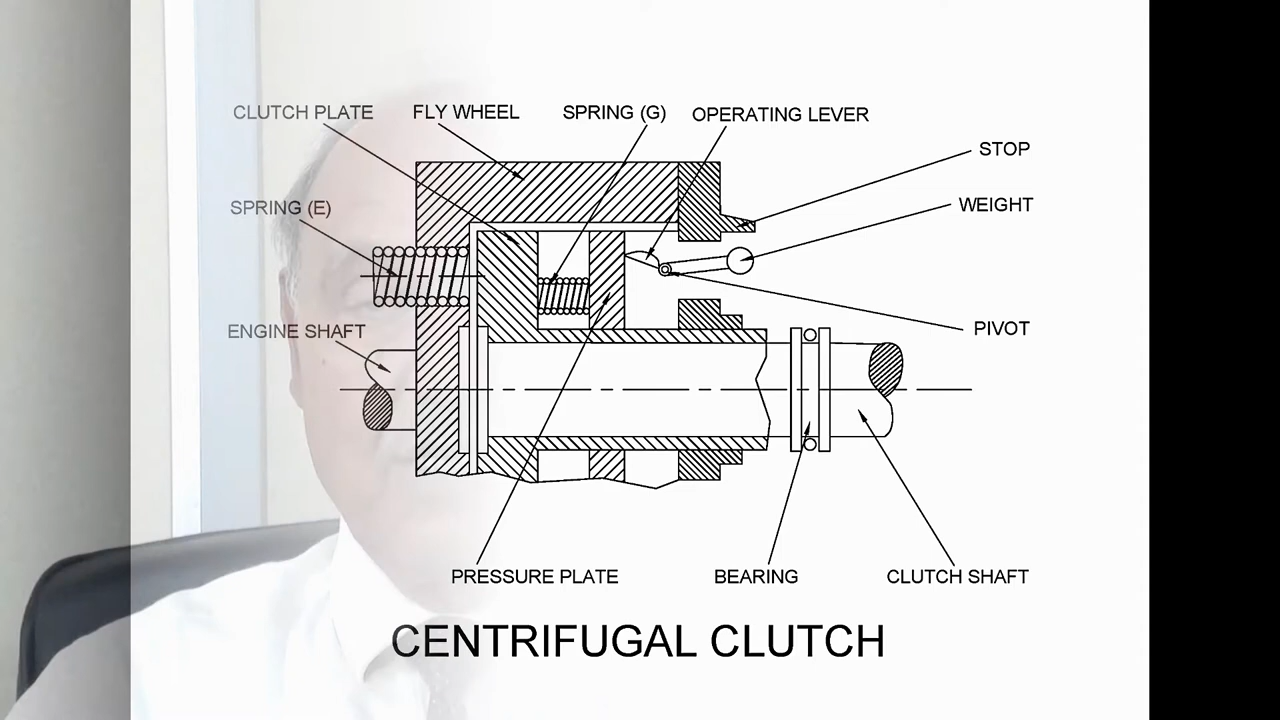 CLUTCH PLATE
FLY WHEEL
SPRING (G)
OPERATING LEVER
STOP
SPRING (E)
WEIGHT
ENGINE SHAFT
PIVOT
PRESSURE PLATE
BEARING
CLUTCH SHAFT
CENTRIFUGAL CLUTCH